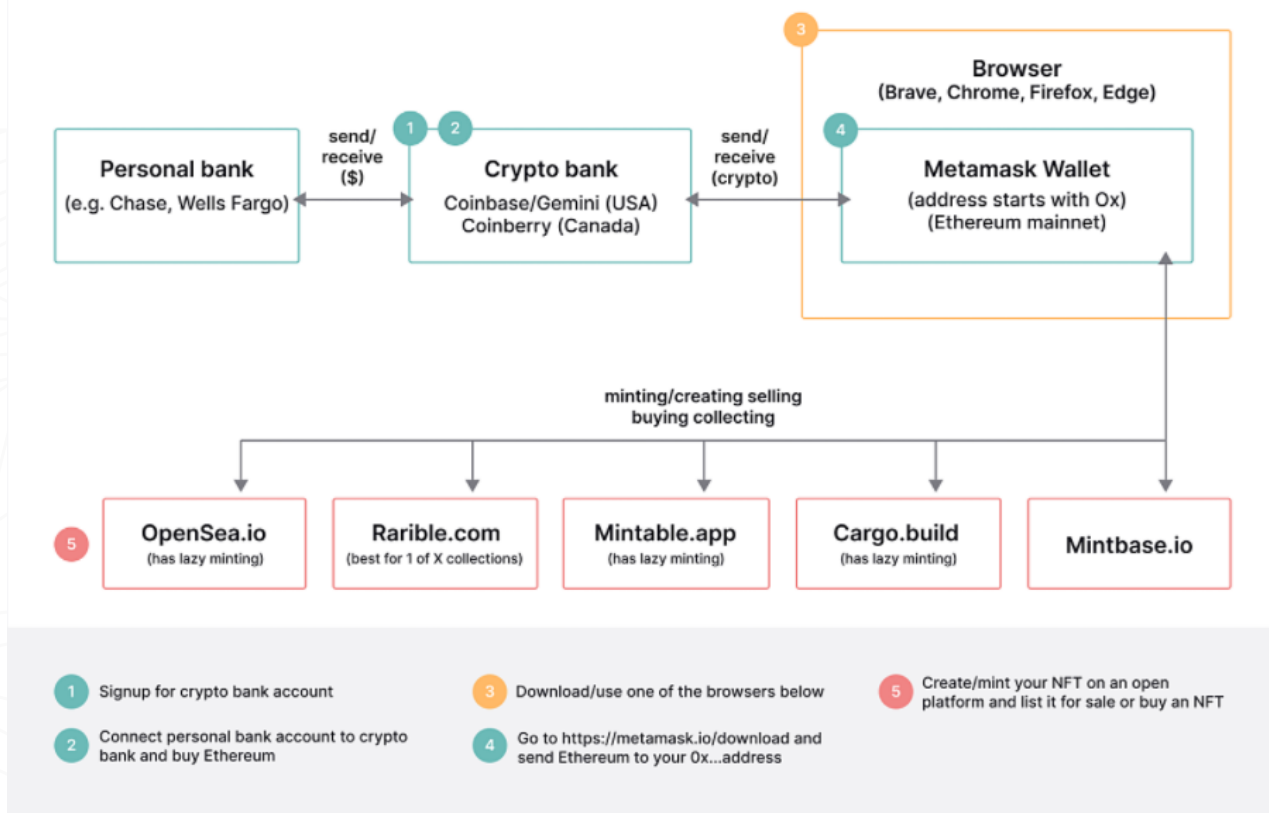 3
Browser
(Brave, Chrome, Firefox, Edge)
1
2
send/
receive
($)
send/
receive
(crypto)
4
Personal bank
(e.g. Chase, Wells Fargo)
Crypto bank
Coinbase/Gemini (USA)
Coinberry (Canada)
Metamask Wallet
(address starts with Ox)
(Ethereum mainnet)
minting/creating selling
buying collecting
5
OpenSea.io
(has lazy minting)
Rarible.com
(best for 1 of X collections)
Mintable.app
(has lazy minting)
Cargo.build
(has lazy minting)
Mintbase.io
1
Signup for crypto bank account
2
Connect personal bank account to crypto
bank and buy Ethereum
3
Download/use one of the browsers below
4
Go to https://metamask.io/download and
send Ethereum to your 0x...address
5
Create/mint your NFT on an open
platform and list it for sale or buy an NFT